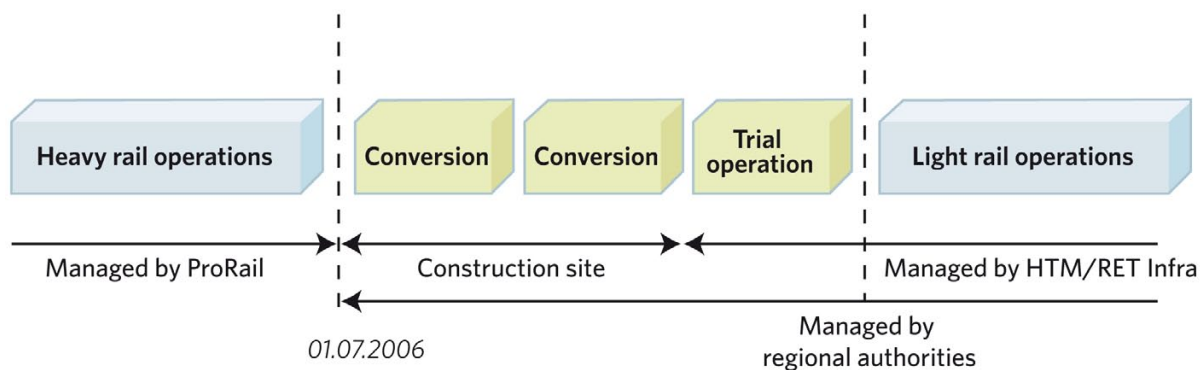 Heavy rail operations
Conversion
Conversion
Trial
operation
Light rail operations
Managed by ProRail
Construction site
Managed by HTM/RET Infra
01.07.2006
Managed by
regional authorities